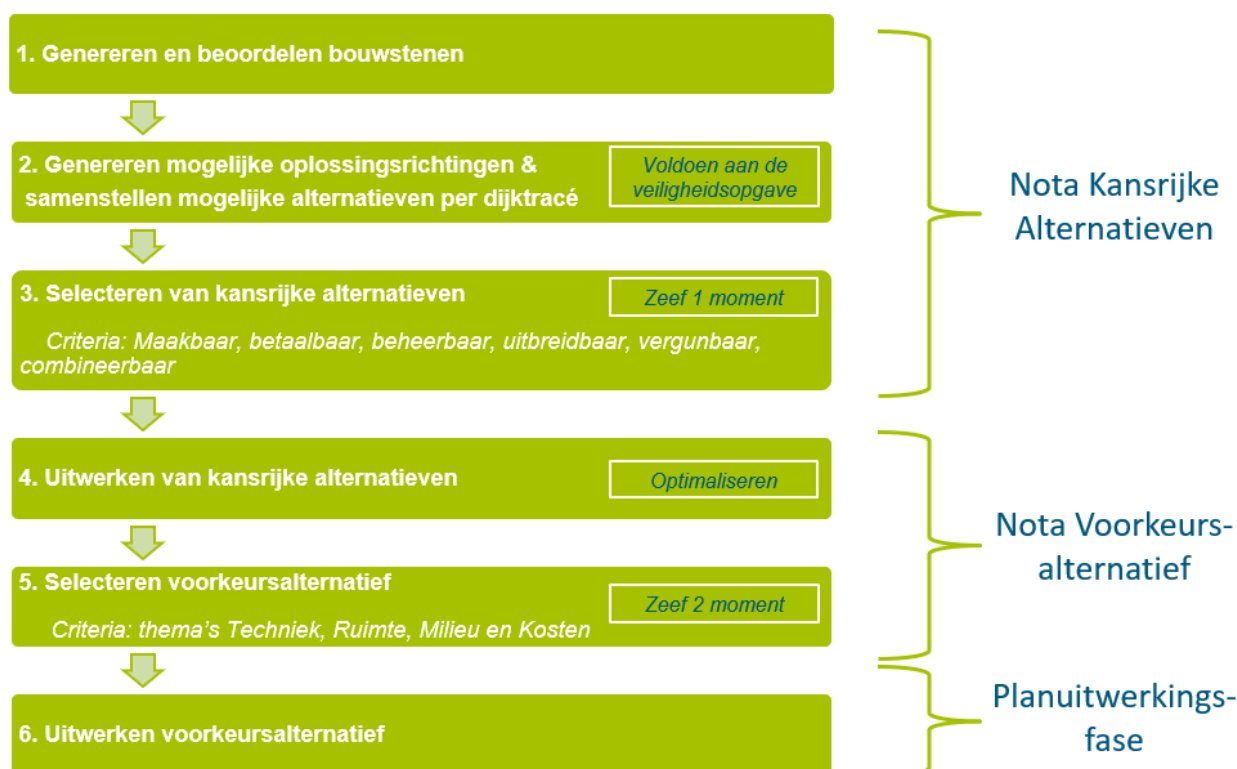 1. Genereren en beoordelen bouwstenen
2. Genereren mogelijke oplossingsrichtingen &
samenstellen mogelijke alternatieven per dijktracé
Voldoen aan de
veiligheidsopgave
3. Selecteren van kansrijke alternatieven
Zeef 1 moment
Criteria: Maakbaar, betaalbaar, beheerbaar, uitbreidbaar, vergunbaar,
combineerbaar
Nota Kansrijke
Alternatieven
4. Uitwerken van kansrijke alternatieven
Optimaliseren
5. Selecteren voorkeursalternatief
Zeef 2 moment
Criteria: thema's Techniek, Ruimte, Milieu en Kosten
Nota Voorkeurs-
alternatief
6. Uitwerken voorkeursalternatief
Planuitwerkings-
fase